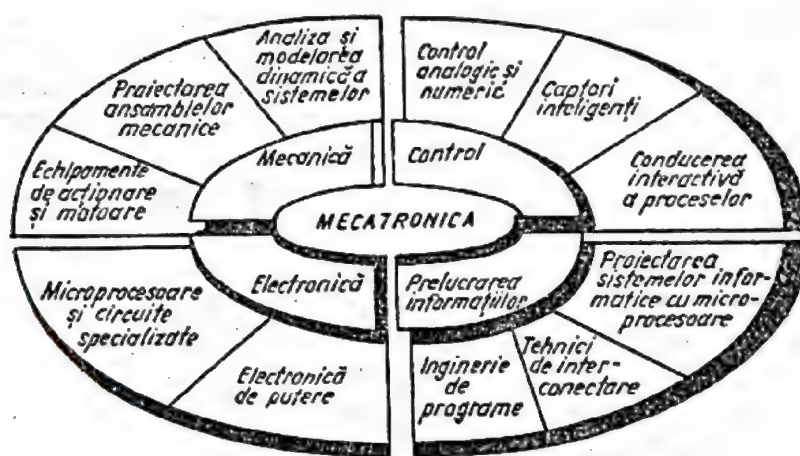 Analiza și
modelarea
dinamică a
sistemelor
Proiectarea
ansamblelor
mecanice
Echipamente
de acționare
și motoare
Mecanică
Control
analogic și
numeric
Captori
inteligenți
Conducerea
interactivă
a proceselor
Control
MECATRONICA
Electronică
Microprocesoare
și circuite
specializate
Electronică
de putere
Prelucrarea
informațiilor
Proiectarea
sistemelor infor-
matice cu micro-
procesoare
Tehnici
de inter-
conectare
Inginerie
de
programe